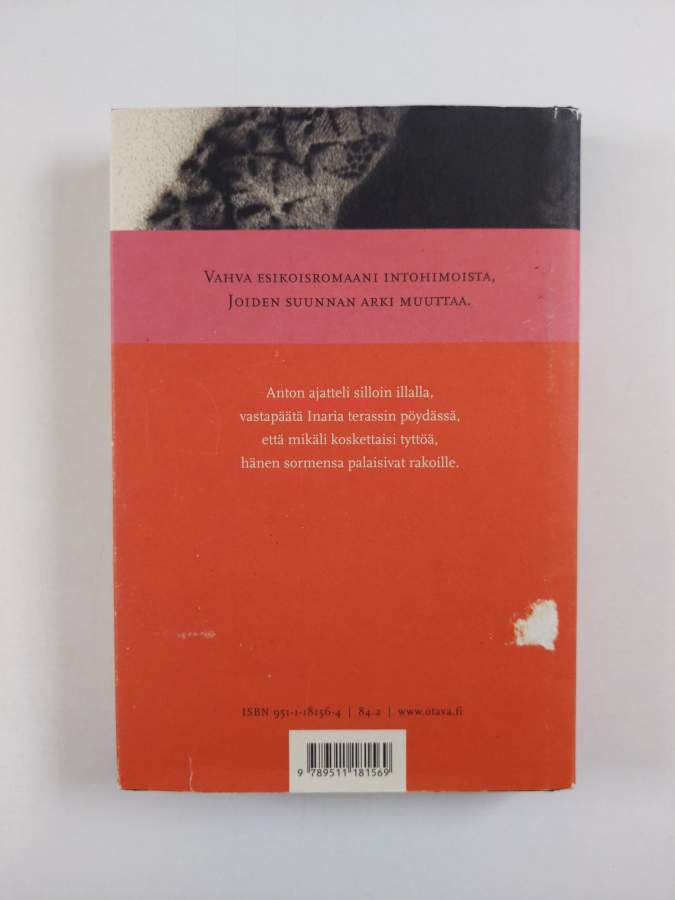 Vahva esikoisromaani intohimoista,
Joiden suunnan arki muuttaa.
Anton ajatteli silloin illalla,
vastapäätä Inaria terassin pöydässä,
että mikäli koskettaisi tyttöä,
hänen sormensa palaisivat rakoille.
ISBN 951-1-18156-4 | 84.2 | www.otava.fi
9 789511 181569